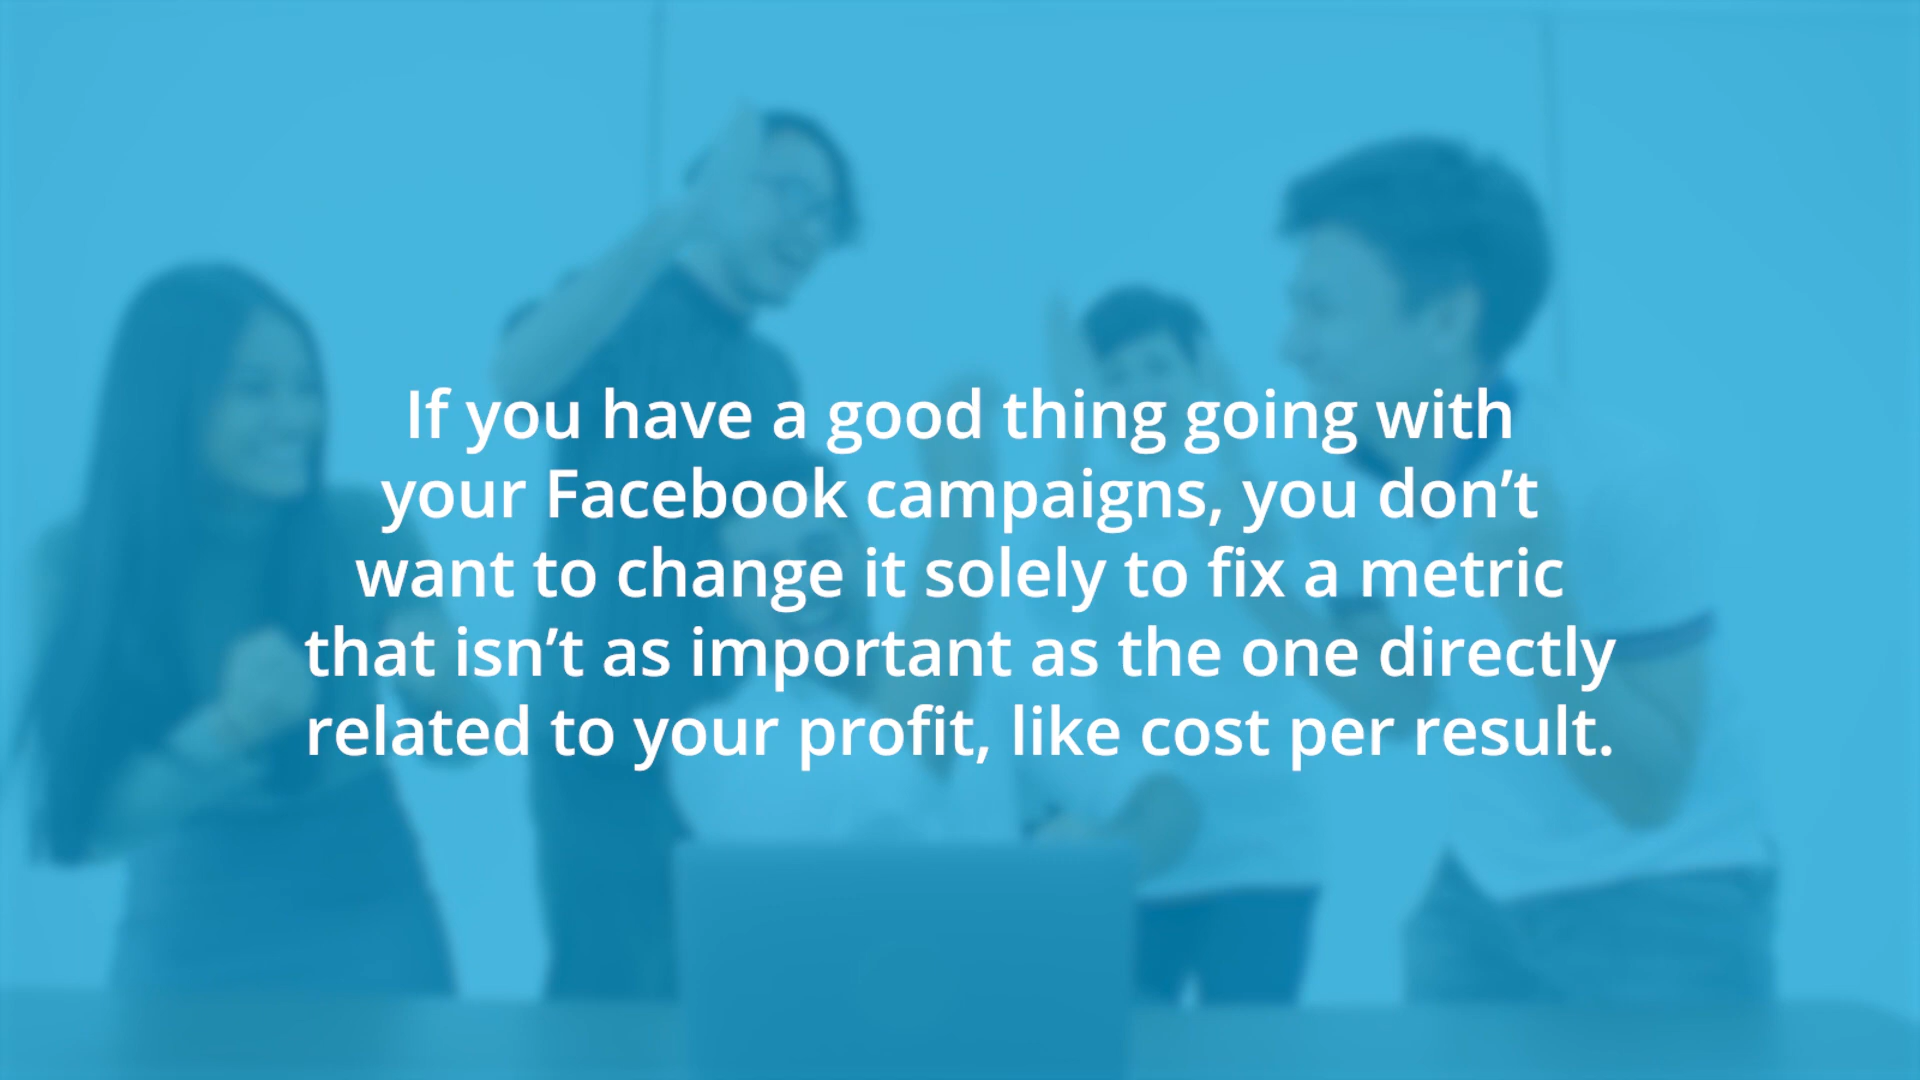 If you have a good thing going with
your Facebook campaigns, you don’t
want to change it solely to fix a metric
that isn’t as important as the one directly
related to your profit, like cost per result.